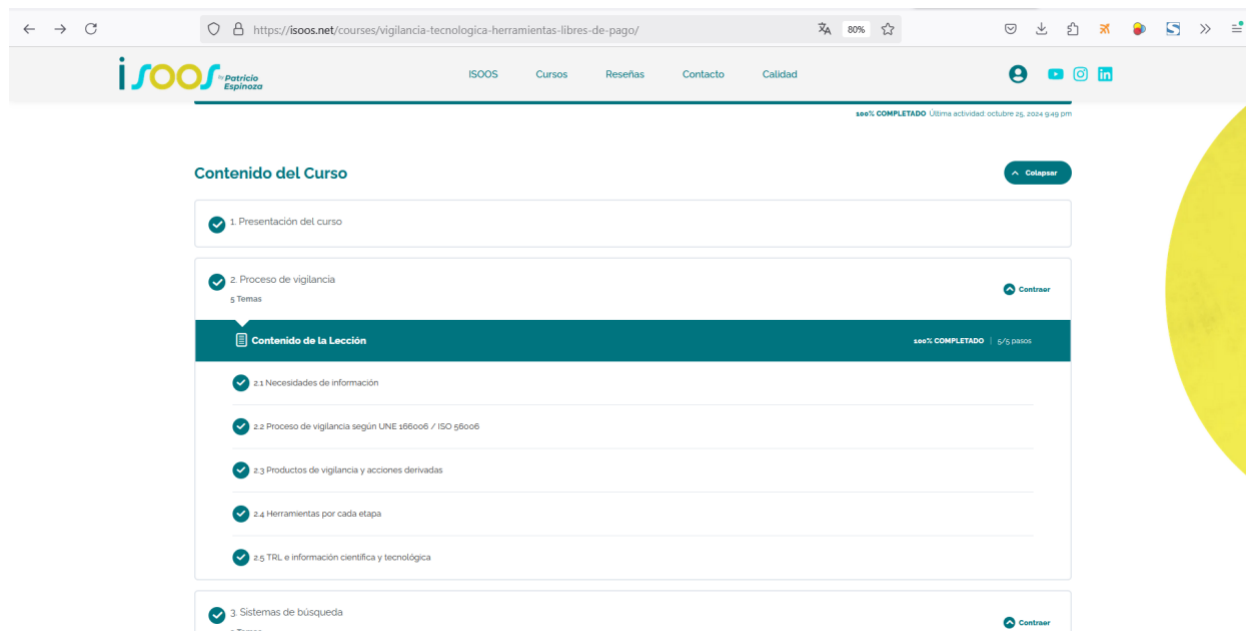 https://isoos.net/courses/vigilancia-tecnologica-herramientas-libres-de-pago/
80%
isoos by Patricio Espinoza
ISOOS Cursos Reseñas Contacto Calidad
100% COMPLETADO Última actividad: octubre 25, 2024 9:49 pm
Contenido del Curso
Colapsar
1. Presentación del curso
2. Proceso de vigilancia
5 Temas
Contraer
Contenido de la Lección
100% COMPLETADO | 5/5 pasos
2.1 Necesidades de información
2.2 Proceso de vigilancia según UNE 166006 / ISO 56006
2.3 Productos de vigilancia y acciones derivadas
2.4 Herramientas por cada etapa
2.5 TRL e información científica y tecnológica
3. Sistemas de búsqueda
Contraer